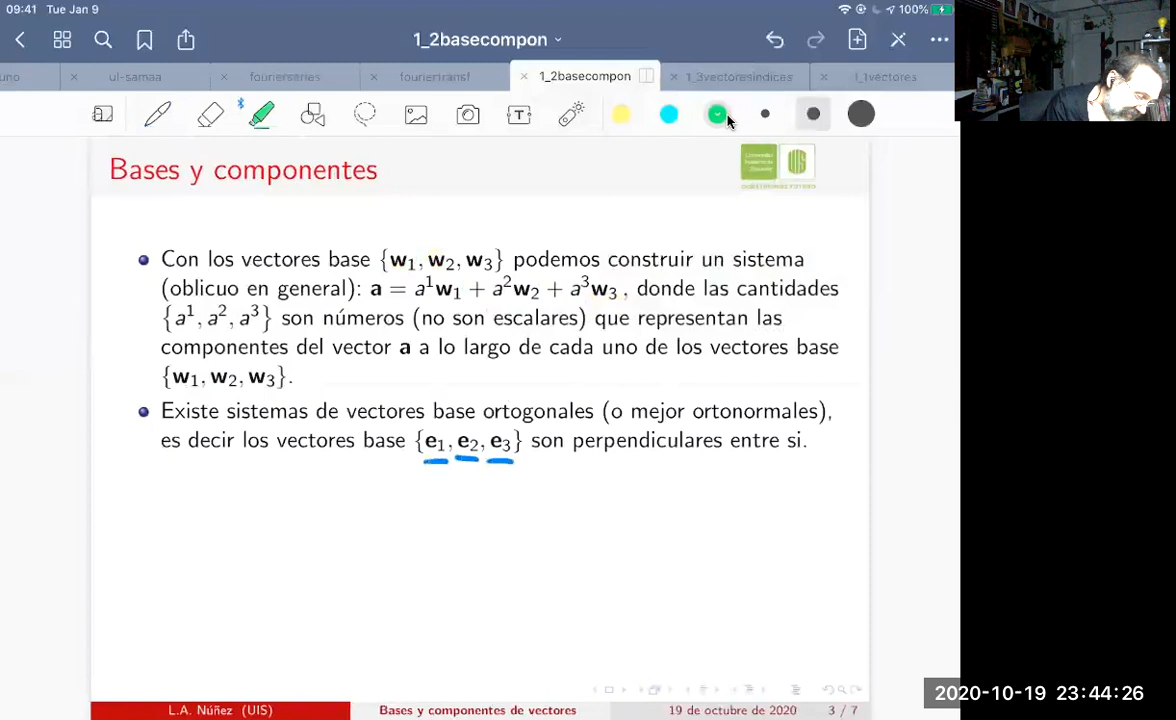 09:41 Tue Jan 9
100%
1_2basecompon
uno
ul-samaa
fourierseries
fouriertransf
1_2basecompon
1_3vectoresindices
1_1vectores
Bases y componentes
UIS
Con los vectores base {w₁, w₂, w₃} podemos construir un sistema
(oblicuo en general): a = a¹w₁ + a²w₂ + a³w₃ , donde las cantidades
{a¹, a², a³} son números (no son escalares) que representan las
componentes del vector a a lo largo de cada uno de los vectores base
{w₁, w₂, w₃}.
Existe sistemas de vectores base ortogonales (o mejor ortonormales),
es decir los vectores base {e₁, e₂, e₃} son perpendiculares entre si.
L.A. Núñez (UIS)
Bases y componentes de vectores
19 de octubre de 2020
3 / 7
2020-10-19 23:44:26